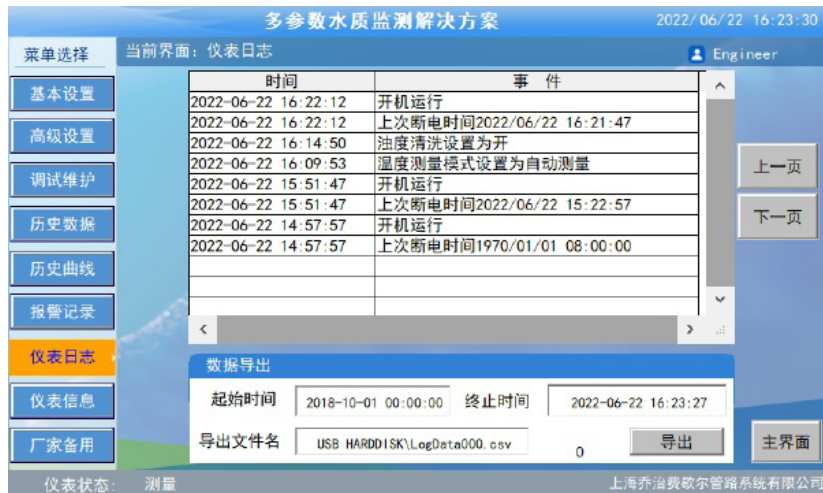 多参数水质监测解决方案 2022/06/22 16:23:30
菜单选择 当前界面：仪表日志 Engineer
时间 事 件
2022-06-22 16:22:12 开机运行
2022-06-22 16:22:12 上次断电时间2022/06/22 16:21:47
2022-06-22 16:14:50 浊度清洗设置为开
2022-06-22 16:09:53 温度测量模式设置为自动测量
2022-06-22 15:51:47 开机运行
2022-06-22 15:51:47 上次断电时间2022/06/22 15:22:57
2022-06-22 14:57:57 开机运行
2022-06-22 14:57:57 上次断电时间1970/01/01 08:00:00
基本设置
高级设置
调试维护
历史数据
历史曲线
报警记录
仪表日志
仪表信息
厂家备用
上一页
下一页
数据导出
起始时间 2018-10-01 00:00:00 终止时间 2022-06-22 16:23:27
导出文件名 USB HARDDISK\LogData000.csv 0 导出 主界面
仪表状态: 测量 上海乔治费歇尔管路系统有限公司